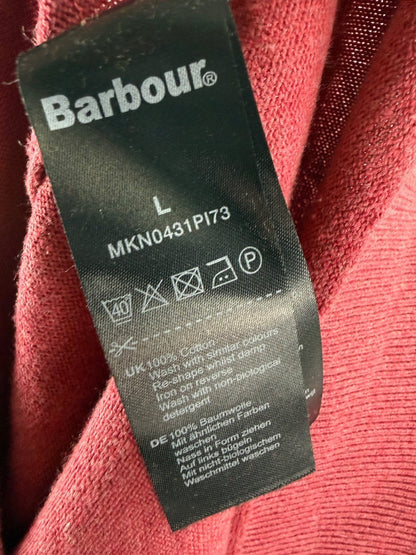 Barbour®
L
MKN0431PI73
40 P
UK 100% Cotton
Wash with similar colours
Re-shape whilst damp
Iron on reverse
Wash with non-biological
detergent
DE 100% Baumwolle
Mit ähnlichen Farben
waschen
Nass in Form ziehen
Auf links bügeln
Mit nicht-biologischem
Waschmittel waschen